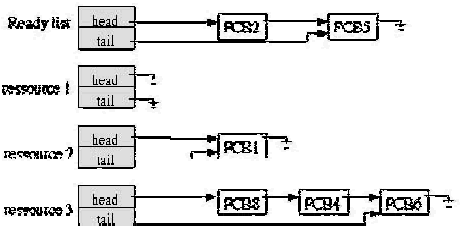 Ready list
head
tail
PCB2
PCB5
ressource 1
head
tail
ressource 2
head
tail
PCB1
ressource 3
head
tail
PCB3
PCB4
PCB6